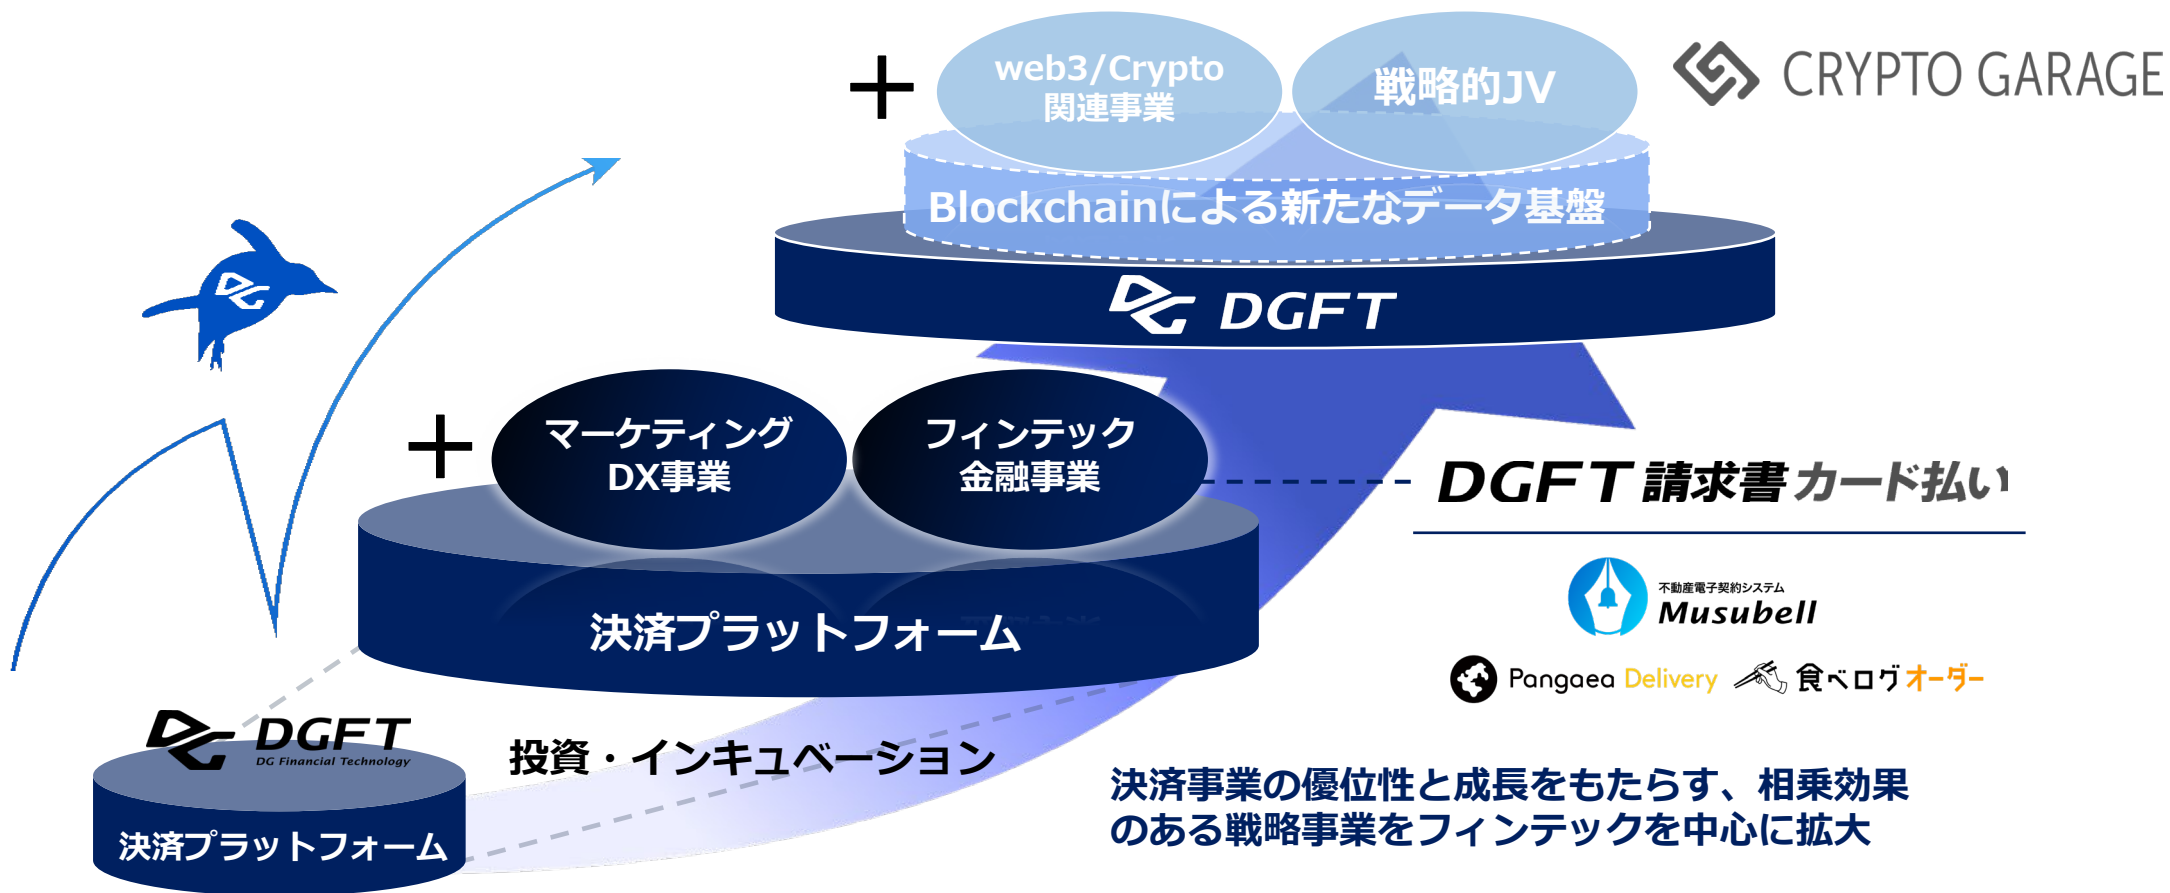 web3/Crypto
関連事業
戦略的JV
CRYPTO GARAGE
Blockchainによる新たなデータ基盤
DGFT
マーケティング
DX事業
フィンテック
金融事業
DGFT 請求書カード払い
不動産電子契約システム
Musubell
決済プラットフォーム
Pangaea Delivery
食べログオーダー
DGFT
DG Financial Technology
投資・インキュベーション
決済プラットフォーム
決済事業の優位性と成長をもたらす、相乗効果
のある戦略事業をフィンテックを中心に拡大